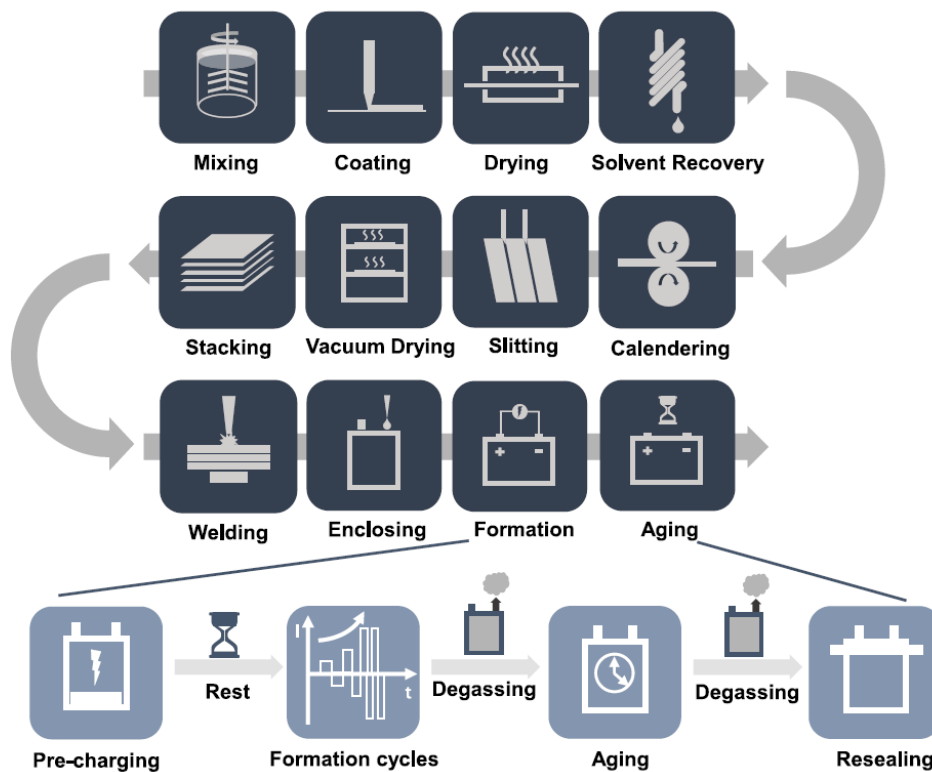 Mixing
Coating
Drying
Solvent Recovery
Stacking
Vacuum Drying
Slitting
Calendering
Welding
Enclosing
Formation
Aging
I
t
Rest
Degassing
Degassing
Pre-charging
Formation cycles
Aging
Resealing